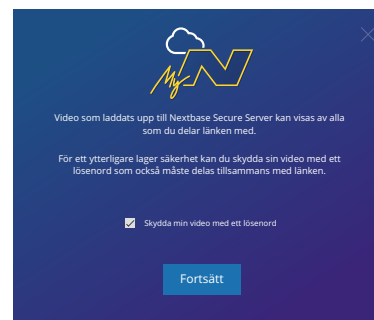 My N
Video som laddats upp till Nextbase Secure Server kan visas av alla
som du delar länken med.
För ett ytterligare lager säkerhet kan du skydda sin video med ett
lösenord som också måste delas tillsammans med länken.
Skydda min video med ett lösenord
Fortsätt